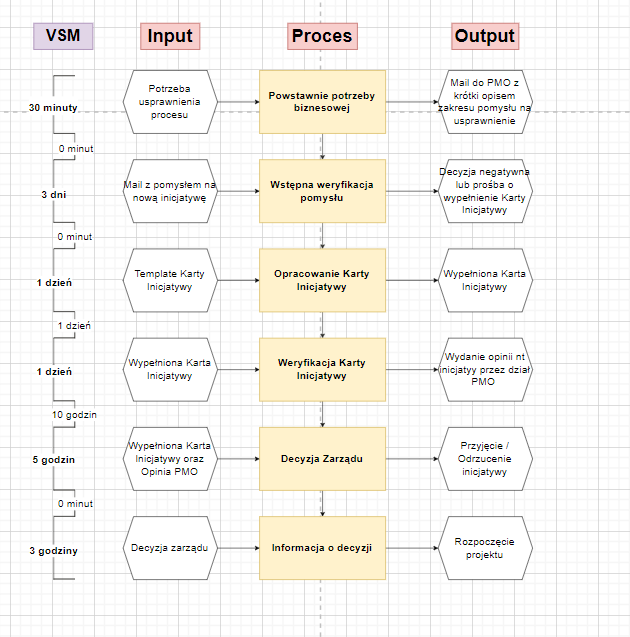 VSM
Input
Proces
Output
30 minuty
Potrzeba
usprawnienia
procesu
Powstawnie potrzeby
biznesowej
Mail do PMO z
krótki opisem
zakresu pomysłu na
usprawnienie
0 minut
3 dni
Mail z pomysłem na
nową inicjatywę
Wstępna weryfikacja
pomysłu
Decyzja negatywna
lub prośba o
wypełnienie Karty
Inicjatywy
0 minut
1 dzień
Template Karty
Inicjatywy
Opracowanie Karty
Inicjatywy
Wypełniona Karta
Inicjatywy
1 dzień
1 dzień
Wypełniona Karta
Inicjatywy
Weryfikacja Karty
Inicjatywy
Wydanie opinii nt
inicjatyy przez dział
PMO
10 godzin
5 godzin
Wypełniona Karta
Inicjatywy oraz
Opinia PMO
Decyzja Zarządu
Przyjęcie /
Odrzucenie
inicjatywy
0 minut
3 godziny
Decyzja zarządu
Informacja o decyzji
Rozpoczęcie
projektu